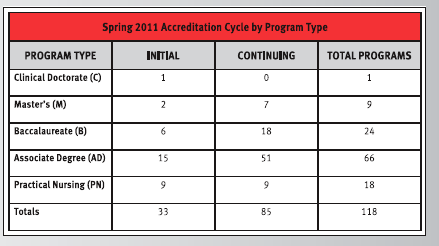 Spring 2011 Accreditation Cycle by Program Type
PROGRAM TYPE INITIAL CONTINUING TOTAL PROGRAMS
Clinical Doctorate (C) 1 0 1
Master's (M) 2 7 9
Baccalaureate (B) 6 18 24
Associate Degree (AD) 15 51 66
Practical Nursing (PN) 9 9 18
Totals 33 85 118